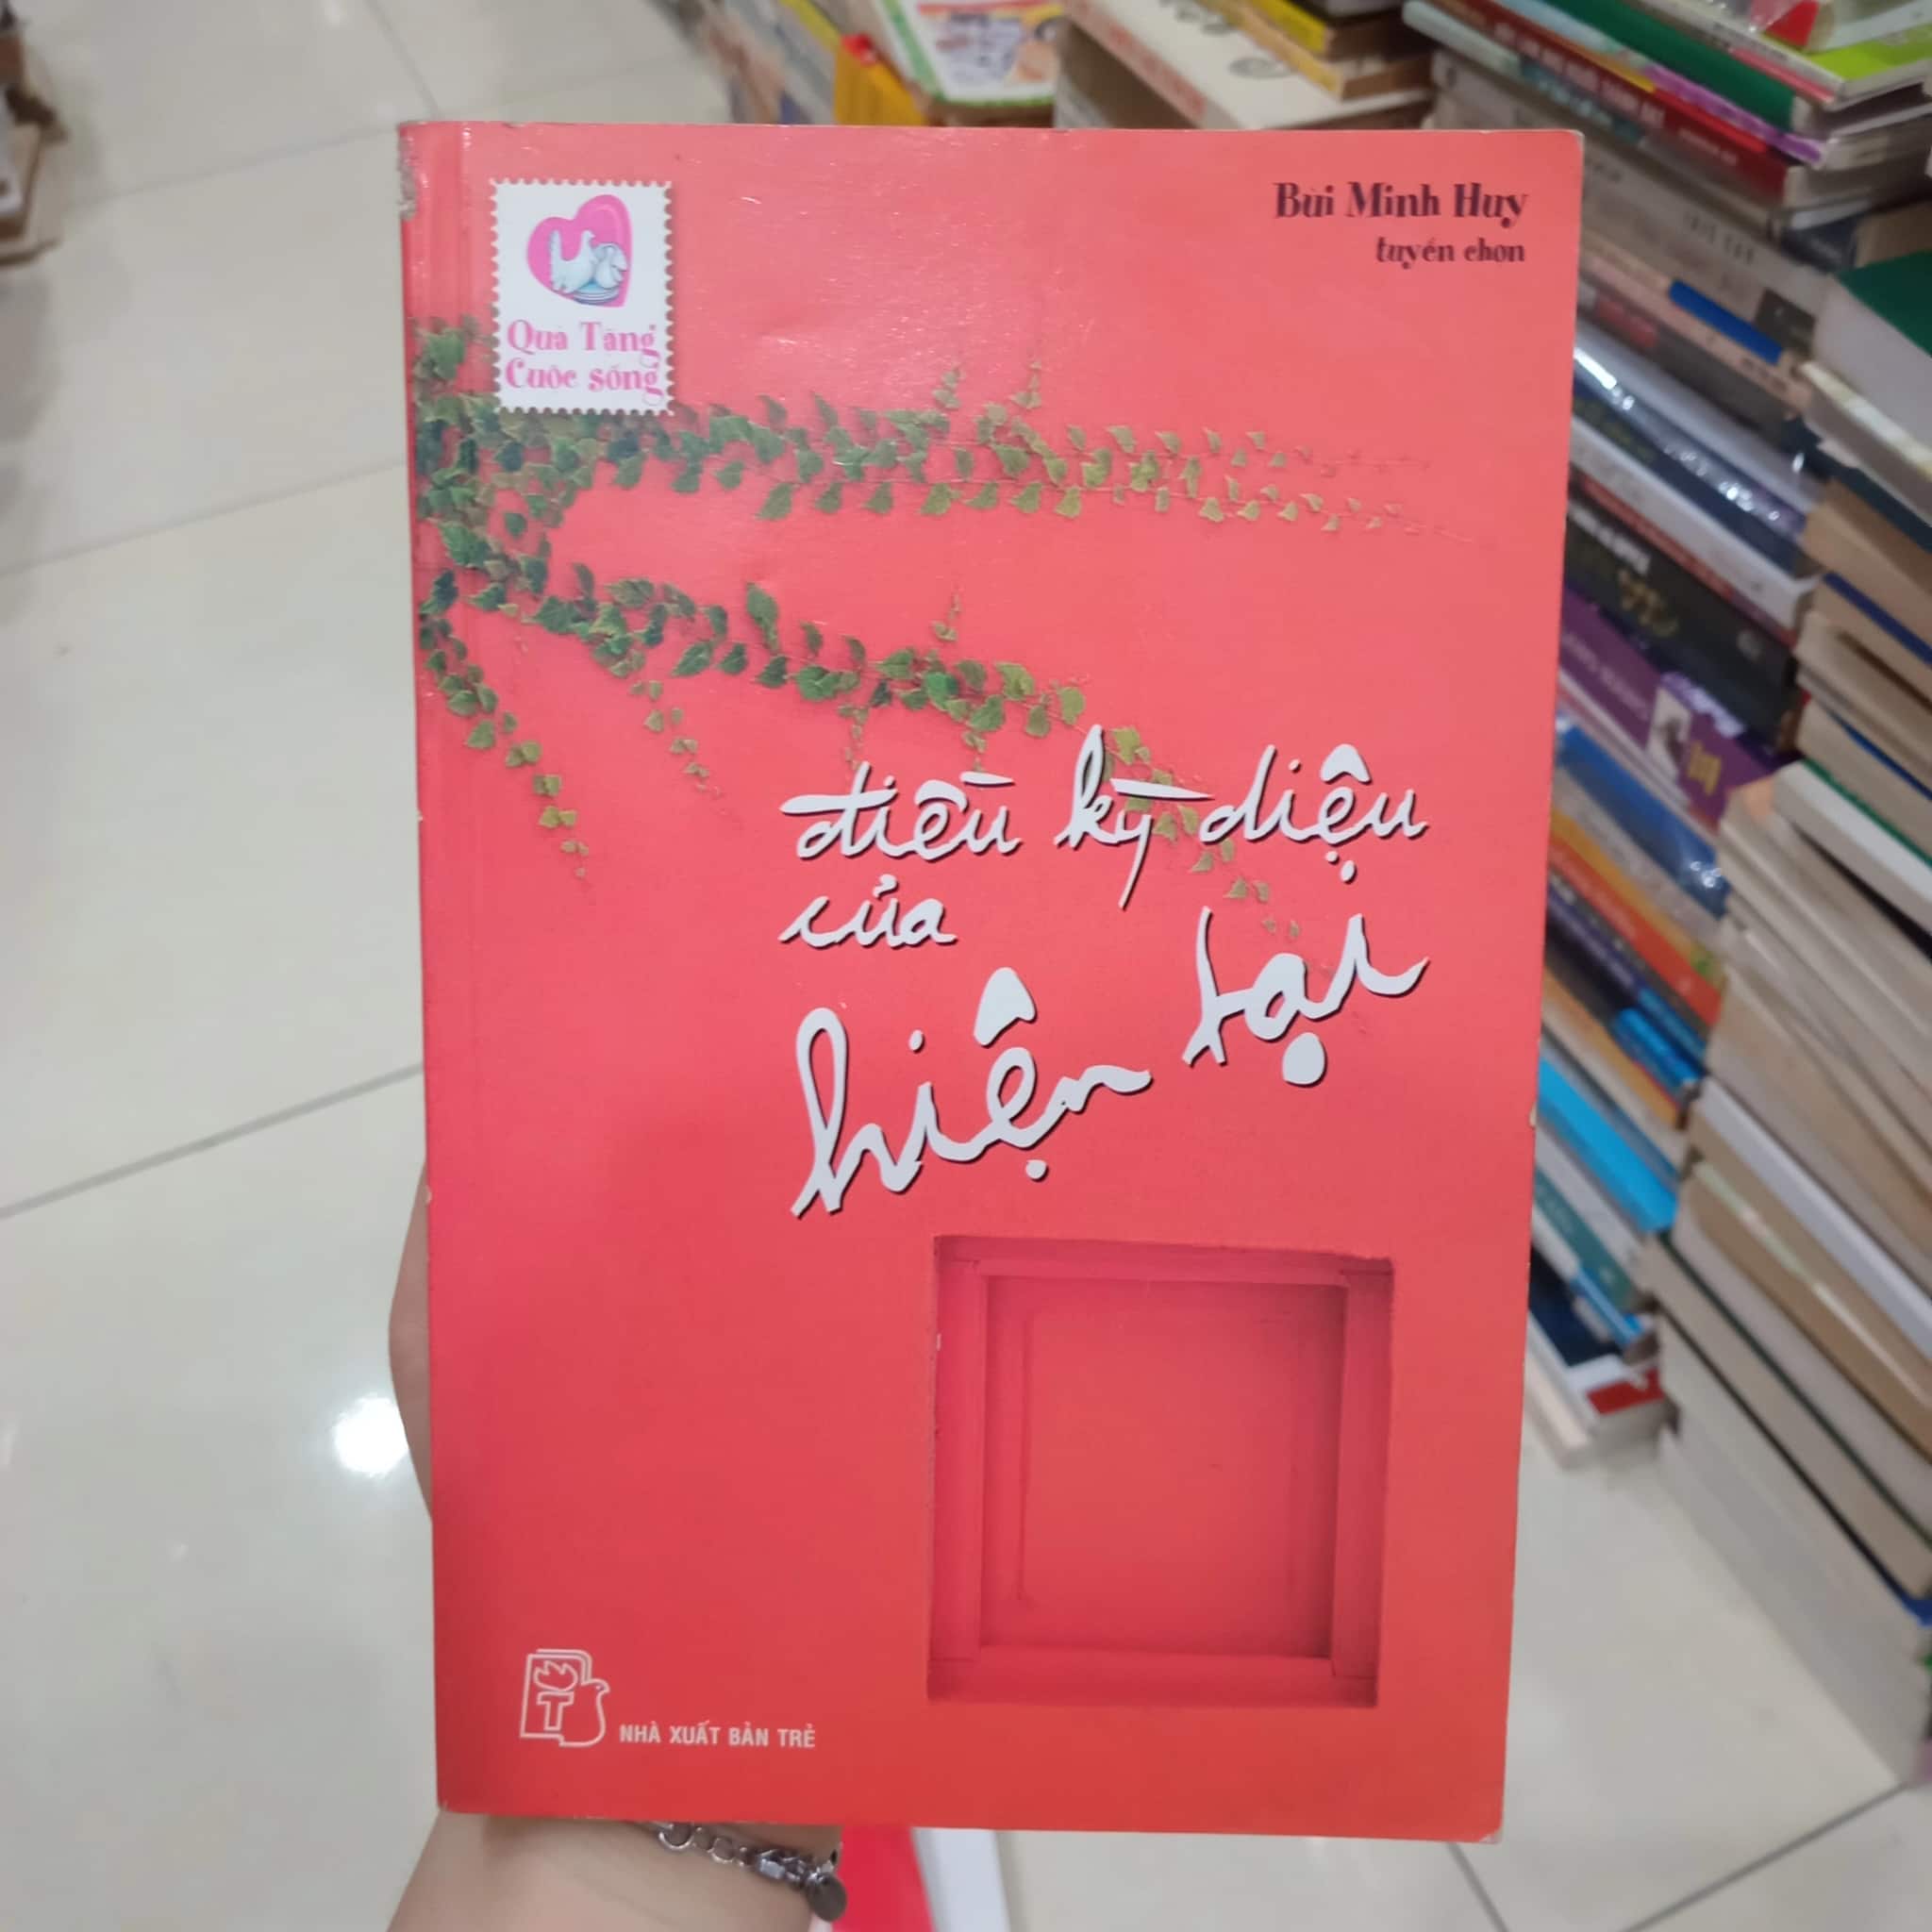 Bùi Minh Huy
tuyển chọn
Quà Tặng
Cuộc sống
điều kỳ diệu
của
hiện tại
T
NHÀ XUẤT BẢN TRẺ